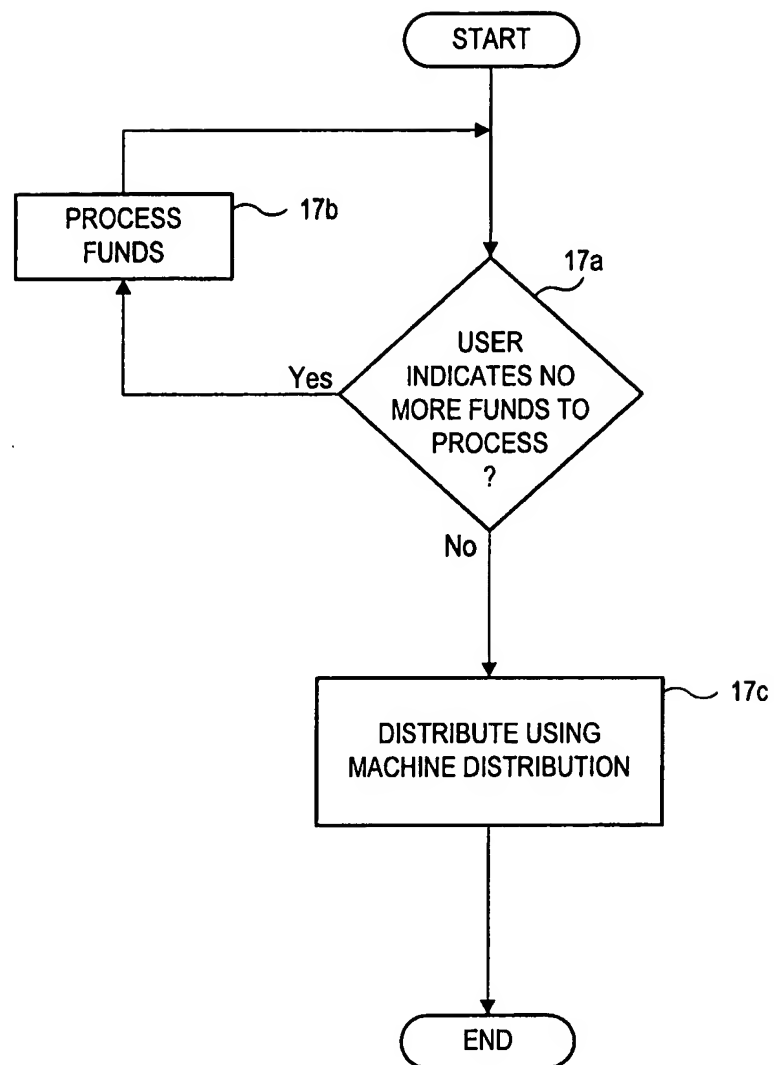 START
PROCESS
FUNDS
17b
17a
USER
INDICATES NO
MORE FUNDS TO
PROCESS
?
Yes
No
17c
DISTRIBUTE USING
MACHINE DISTRIBUTION
END